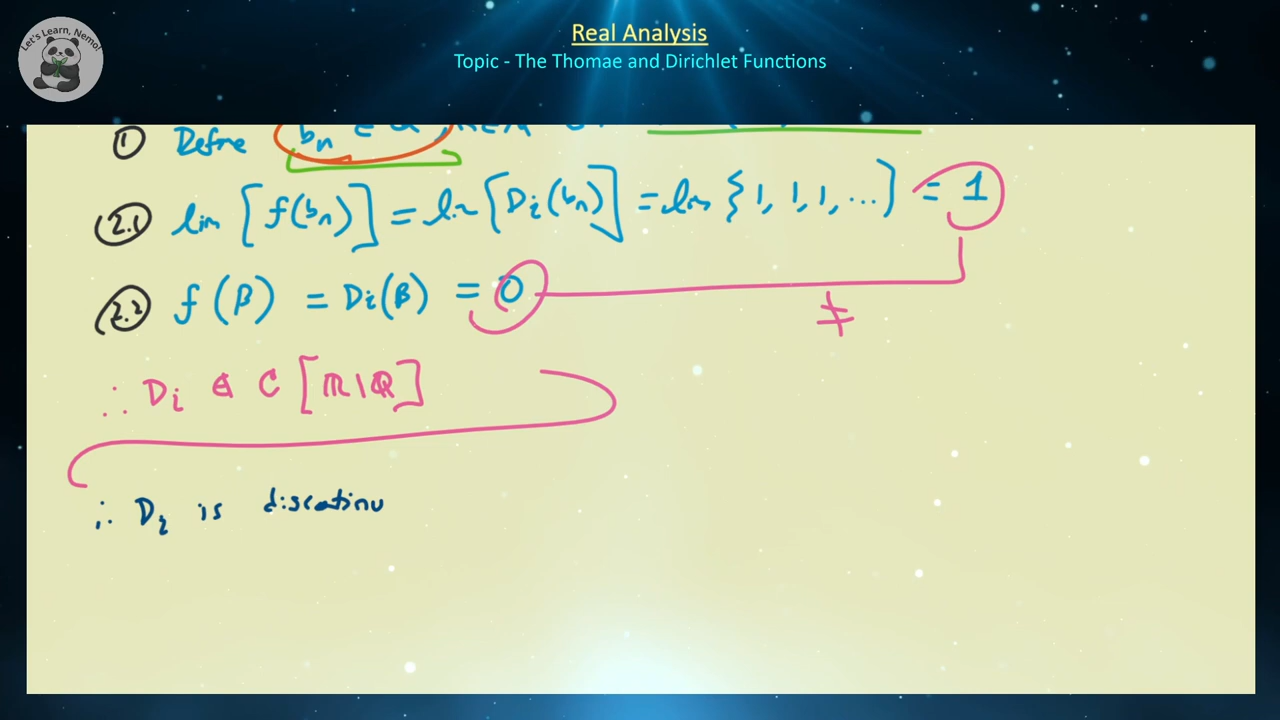 Let's Learn, Nemo!
Real Analysis
Topic - The Thomae and Dirichlet Functions
① Define bₙ ∈
2.1 lim [f(bₙ)] = lim [Dᵢ(bₙ)] = lim {1, 1, 1, ...} = 1
2.2 f(β) = Dᵢ(β) = 0
≠
∴ Dᵢ ∉ C [ℝ\ℚ]
∴ Dᵢ is discontinu